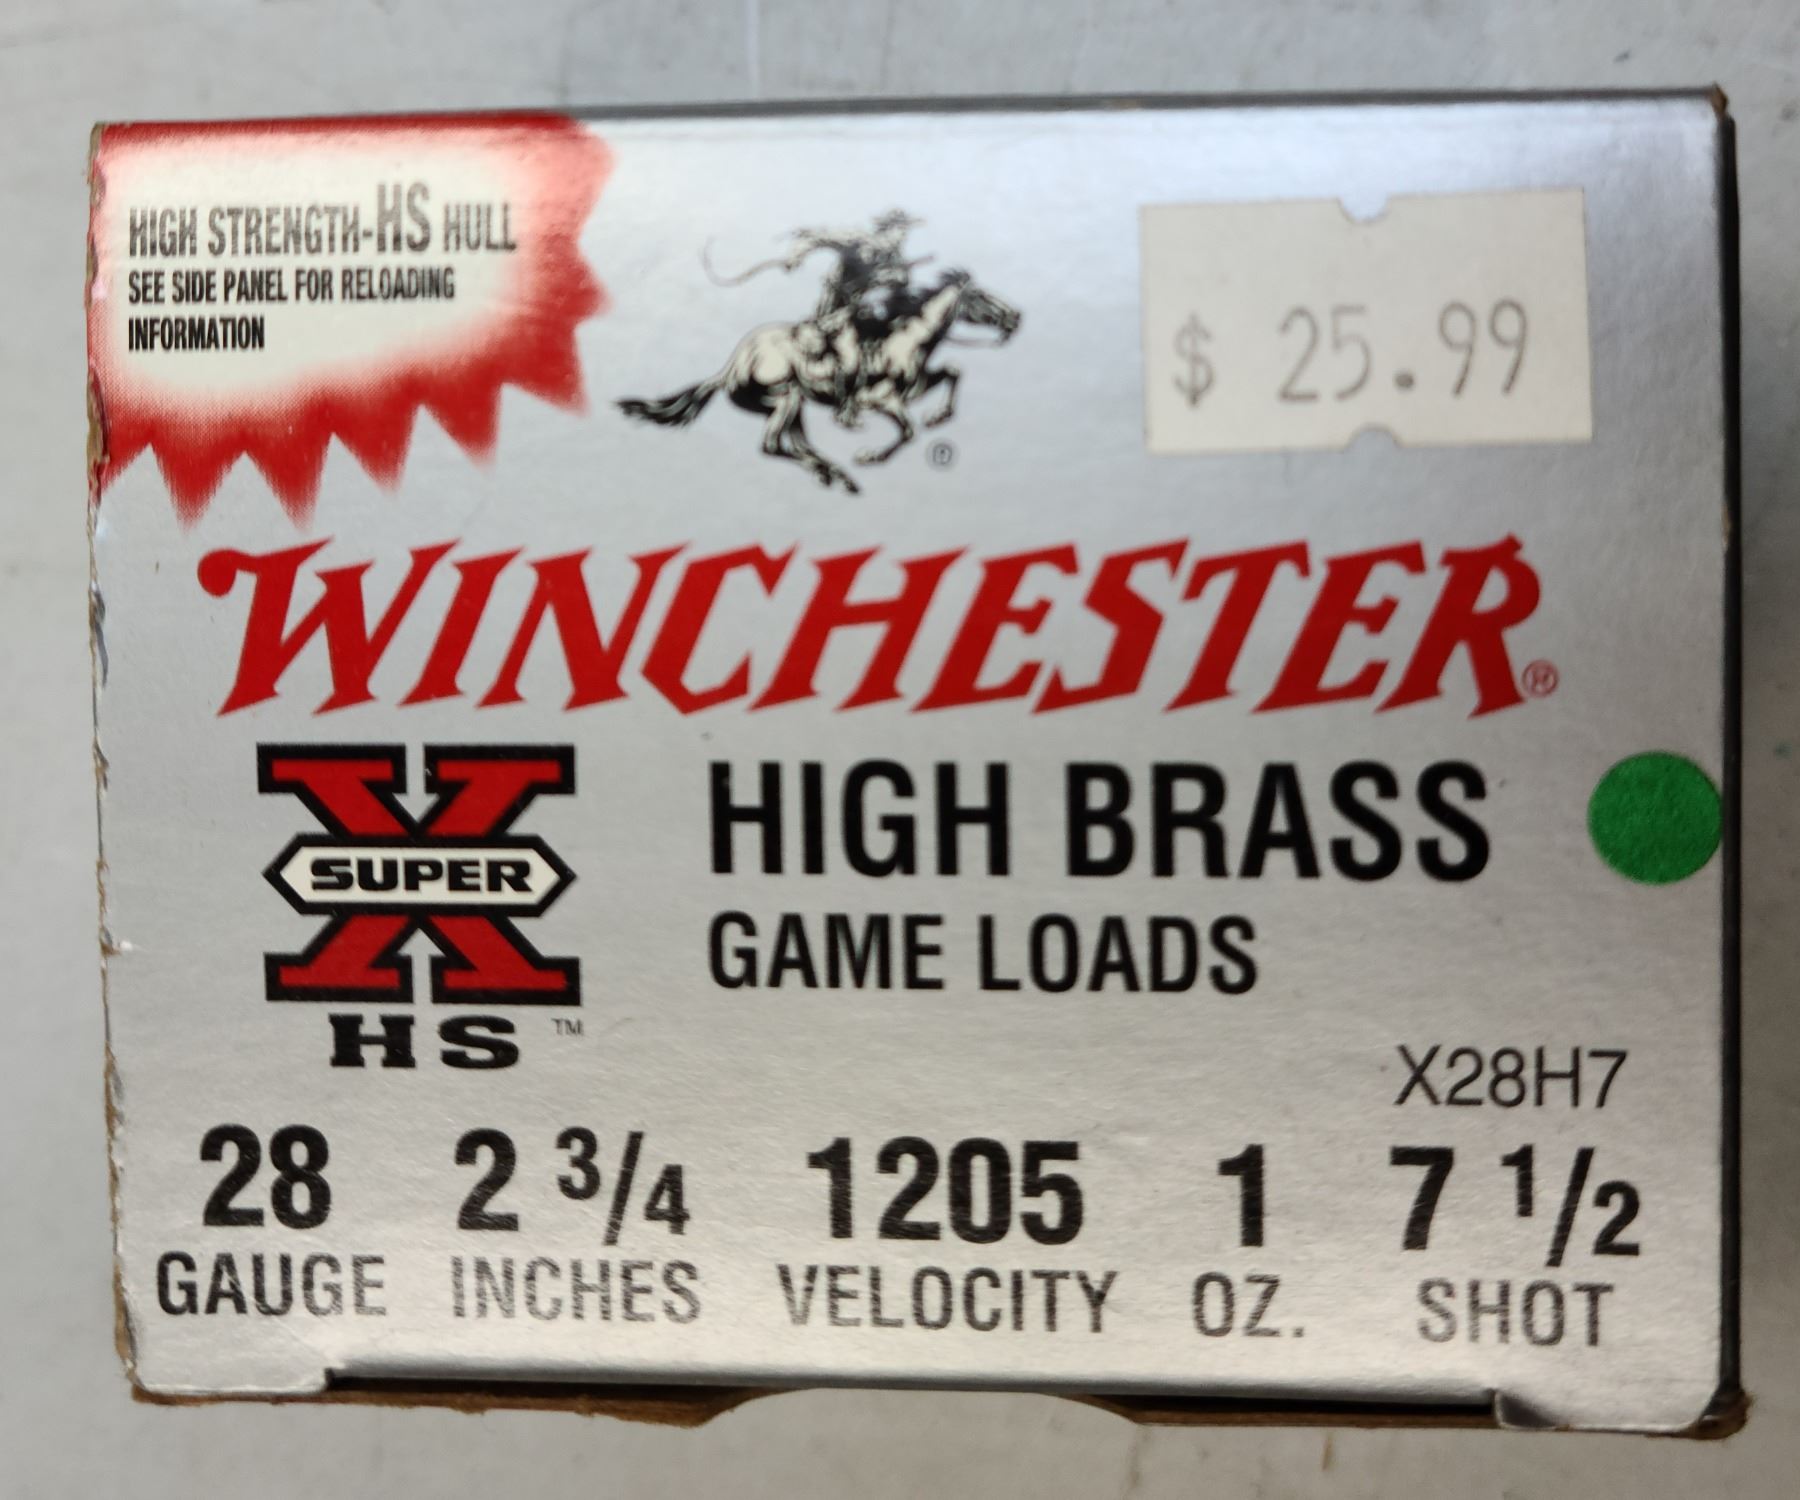 HIGH STRENGTH-HS HULL
SEE SIDE PANEL FOR RELOADING
INFORMATION
$ 25.99
®
WINCHESTER®
X
SUPER
HS™
HIGH BRASS
GAME LOADS
X28H7
28 2 3/4 1205 1 7 1/2
GAUGE INCHES VELOCITY OZ. SHOT